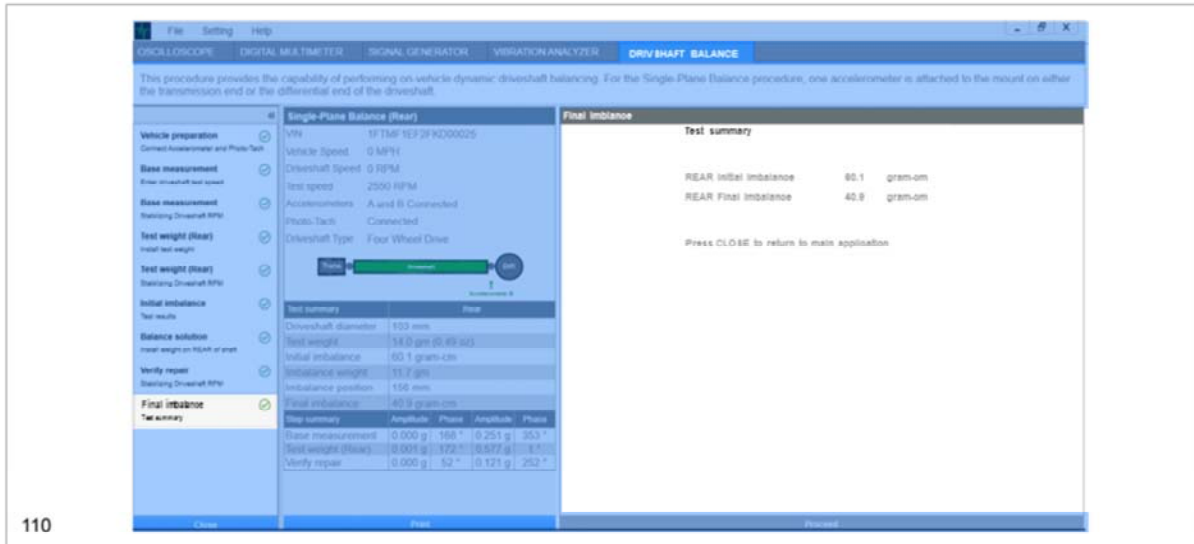 File Setting Help
OSCILLOSCOPE DIGITAL MULTIMETER SIGNAL GENERATOR VIBRATION ANALYZER DRIVESHAFT BALANCE
This procedure provides the capability of performing on-vehicle dynamic driveshaft balancing. For the Single-Plane Balance procedure, one accelerometer is attached to the mount on either
the transmission end or the differential end of the driveshaft.
Vehicle preparation
Connect Accelerometer and Photo-Tach
Base measurement
Enter driveshaft test speed
Base measurement
Stabilizing Driveshaft RPM
Test weight (Rear)
Install test weight
Test weight (Rear)
Stabilizing Driveshaft RPM
Initial imbalance
Test results
Balance solution
Install weight on REAR of shaft
Verify repair
Stabilizing Driveshaft RPM
Final imbalance
Test summary
Close
Single-Plane Balance (Rear)
VIN 1FTMF1EF2FKD00025
Vehicle Speed 0 MPH
Driveshaft Speed 0 RPM
Test speed 2550 RPM
Accelerometers A and B Connected
Photo-Tach Connected
Driveshaft Type Four Wheel Drive
Trans Driveshaft Diff
Accelerometer B
Test summary Rear
Driveshaft diameter 103 mm
Test weight 14.0 gm (0.49 oz)
Initial imbalance 60.1 gram-cm
Imbalance weight 11.7 gm
Imbalance position 156 mm
Final imbalance 40.9 gram-cm
Step summary Amplitude Phase Amplitude Phase
Base measurement 0.000 g 168 ° 0.251 g 353 °
Test weight (Rear) 0.001 g 172 ° 0.577 g 1 °
Verify repair 0.000 g 52 ° 0.121 g 252 °
Print
Final imbalance
Test summary
REAR Initial Imbalance 60.1 gram-cm
REAR Final Imbalance 40.9 gram-cm
Press CLOSE to return to main application
Proceed
110